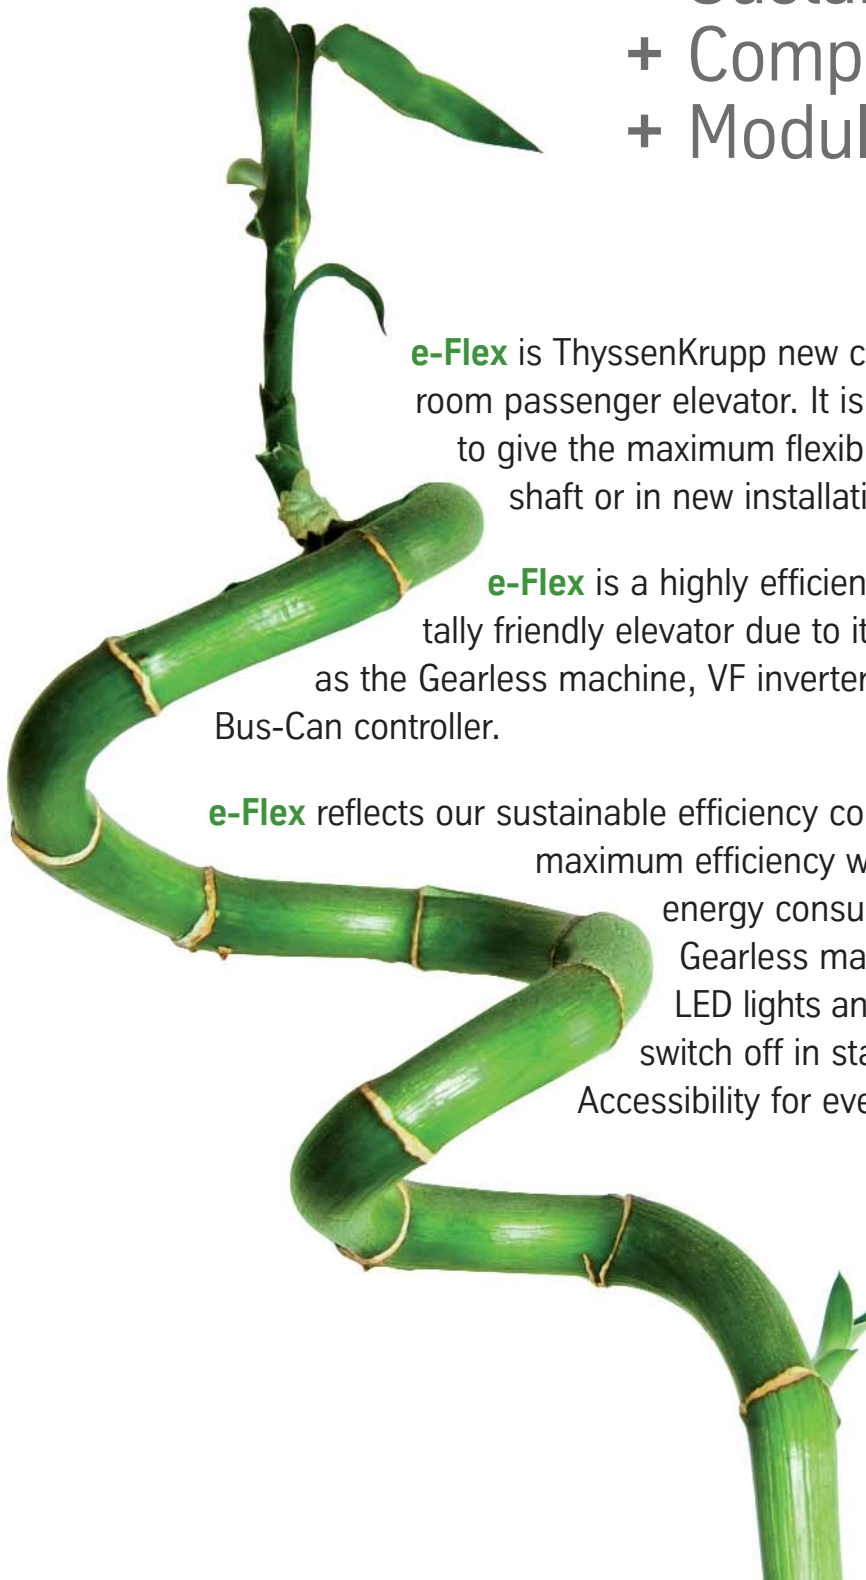 + Comp
+ Modul
e-Flex is ThyssenKrupp new c
room passenger elevator. It is
to give the maximum flexib
shaft or in new installati
e-Flex is a highly efficien
tally friendly elevator due to it
as the Gearless machine, VF inverter
Bus-Can controller.
e-Flex reflects our sustainable efficiency co
maximum efficiency w
energy consu
Gearless ma
LED lights an
switch off in sta
Accessibility for eve